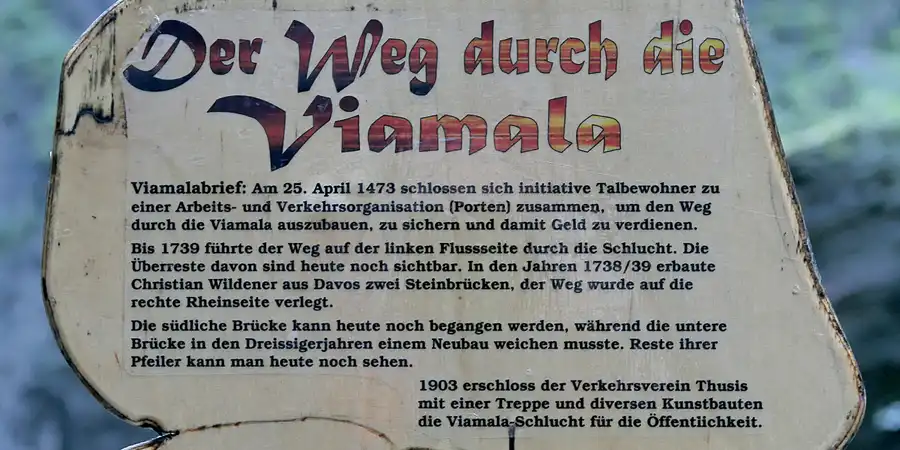 Der Weg durch die
Viamala
Viamalabrief: Am 25. April 1473 schlossen sich initiative Talbewohner zu
einer Arbeits- und Verkehrsorganisation (Porten) zusammen, um den Weg
durch die Viamala auszubauen, zu sichern und damit Geld zu verdienen.
Bis 1739 führte der Weg auf der linken Flussseite durch die Schlucht. Die
Überreste davon sind heute noch sichtbar. In den Jahren 1738/39 erbaute
Christian Wildener aus Davos zwei Steinbrücken, der Weg wurde auf die
rechte Rheinseite verlegt.
Die südliche Brücke kann heute noch begangen werden, während die untere
Brücke in den Dreissigerjahren einem Neubau weichen musste. Reste ihrer
Pfeiler kann man heute noch sehen.
1903 erschloss der Verkehrsverein Thusis
mit einer Treppe und diversen Kunstbauten
die Viamala-Schlucht für die Öffentlichkeit.